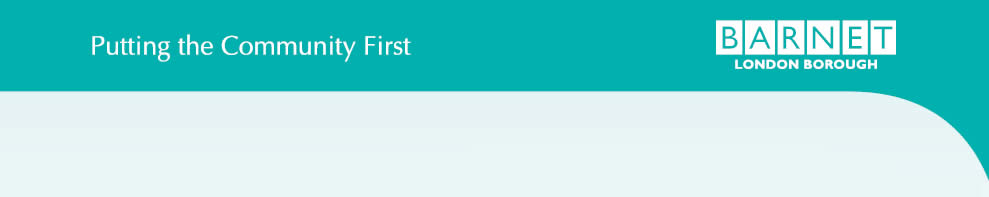 Putting the Community First
BARNET
LONDON BOROUGH